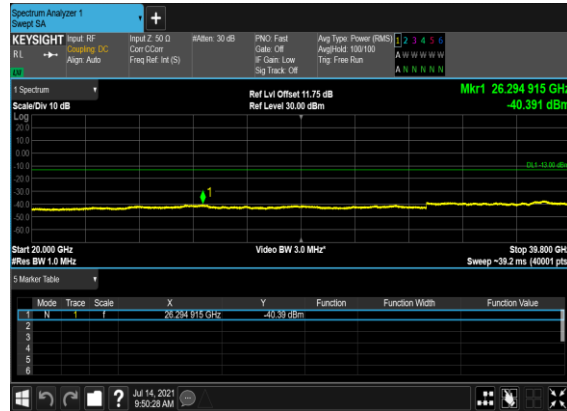 Spectrum Analyzer 1
Swept SA
KEYSIGHT Input: RF Input Z: 50 Ω #Atten: 30 dB PNO: Fast Avg Type: Power (RMS) 1 2 3 4 5 6
RL Coupling: DC Corr CCorr Gate: Off Avg|Hold: 100/100 A W W W W W
Align: Auto Freq Ref: Int (S) IF Gain: Low Trig: Free Run
Sig Track: Off A N N N N N
1 Spectrum Ref Lvl Offset 11.75 dB Mkr1 26.294 915 GHz
Scale/Div 10 dB Ref Level 30.00 dBm -40.391 dBm
Log
20.0
10.0
0.00
-10.0 DL1 -13.00 dBm
-20.0
-30.0
-40.0 1
-50.0
-60.0
Start 20.000 GHz Video BW 3.0 MHz* Stop 39.800 GHz
#Res BW 1.0 MHz Sweep ~39.2 ms (40001 pts
5 Marker Table
Mode Trace Scale X Y Function Function Width Function Value
1 N 1 f 26.294 915 GHz -40.39 dBm
2
3
4
5
6
? Jul 14, 2021
9:50:28 AM